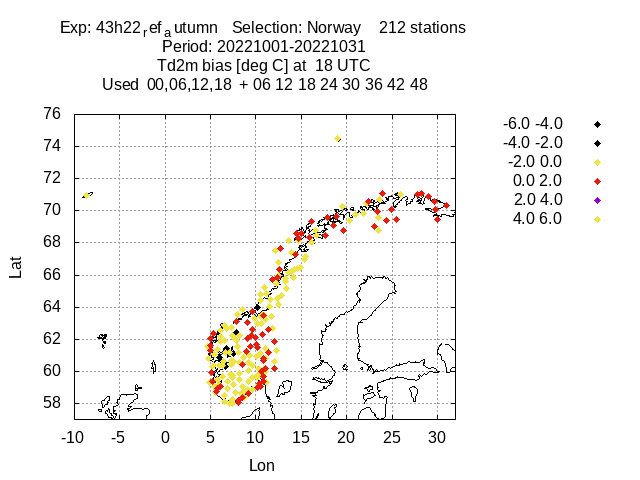 Exp: 43h22refautumn Selection: Norway 212 stations
Period: 20221001-20221031
Td2m bias [deg C] at 18 UTC
Used 00,06,12,18 + 06 12 18 24 30 36 42 48
-6.0 -4.0
-4.0 -2.0
-2.0 0.0
0.0 2.0
2.0 4.0
4.0 6.0
76
74
72
70
68
66
64
62
60
58
Lat
-10 -5 0 5 10 15 20 25 30
Lon